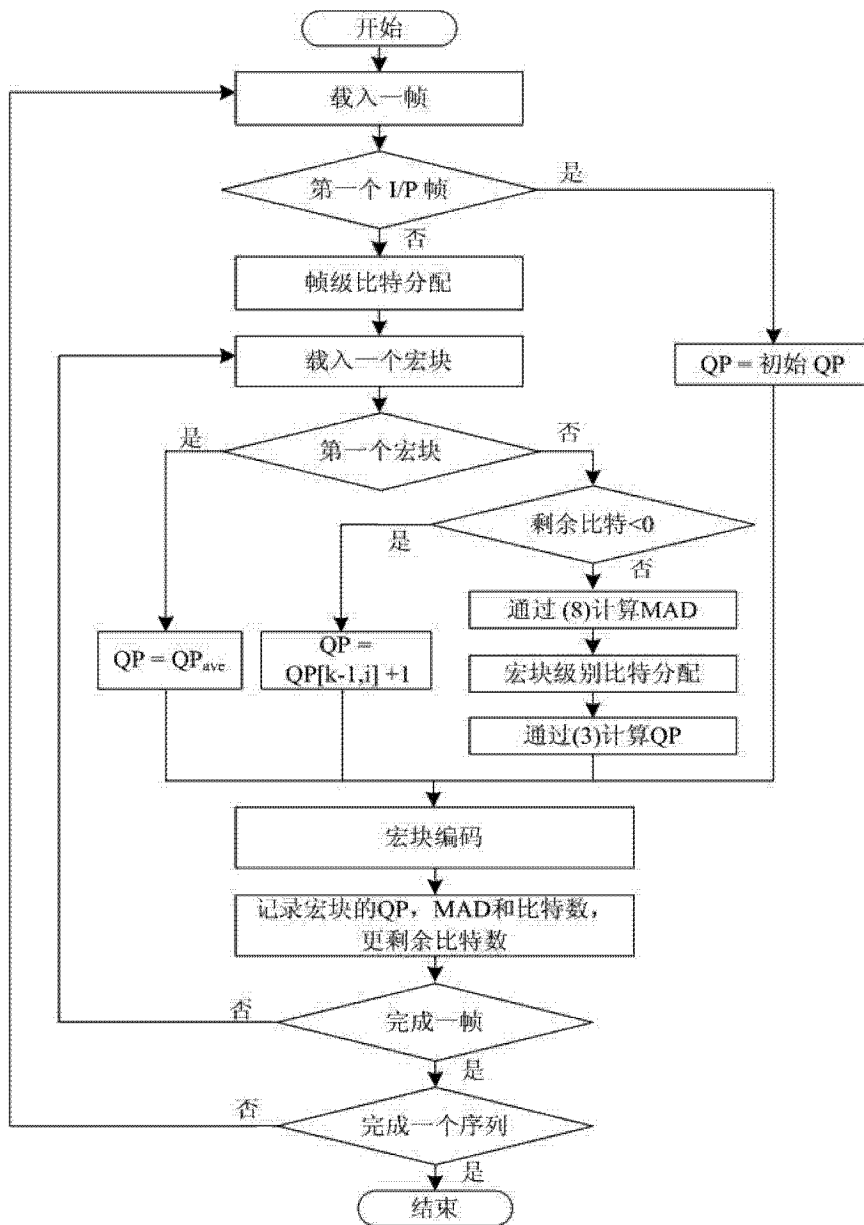 开始
载入一帧
第一个 I/P 帧
是
否
帧级比特分配
载入一个宏块
QP = 初始 QP
是
第一个宏块
否
剩余比特<0
是
否
通过 (8)计算MAD
QP = QPave
QP =
QP[k-1,i] +1
宏块级别比特分配
通过(3)计算QP
宏块编码
记录宏块的QP，MAD和比特数，
更剩余比特数
否
完成一帧
是
否
完成一个序列
是
结束